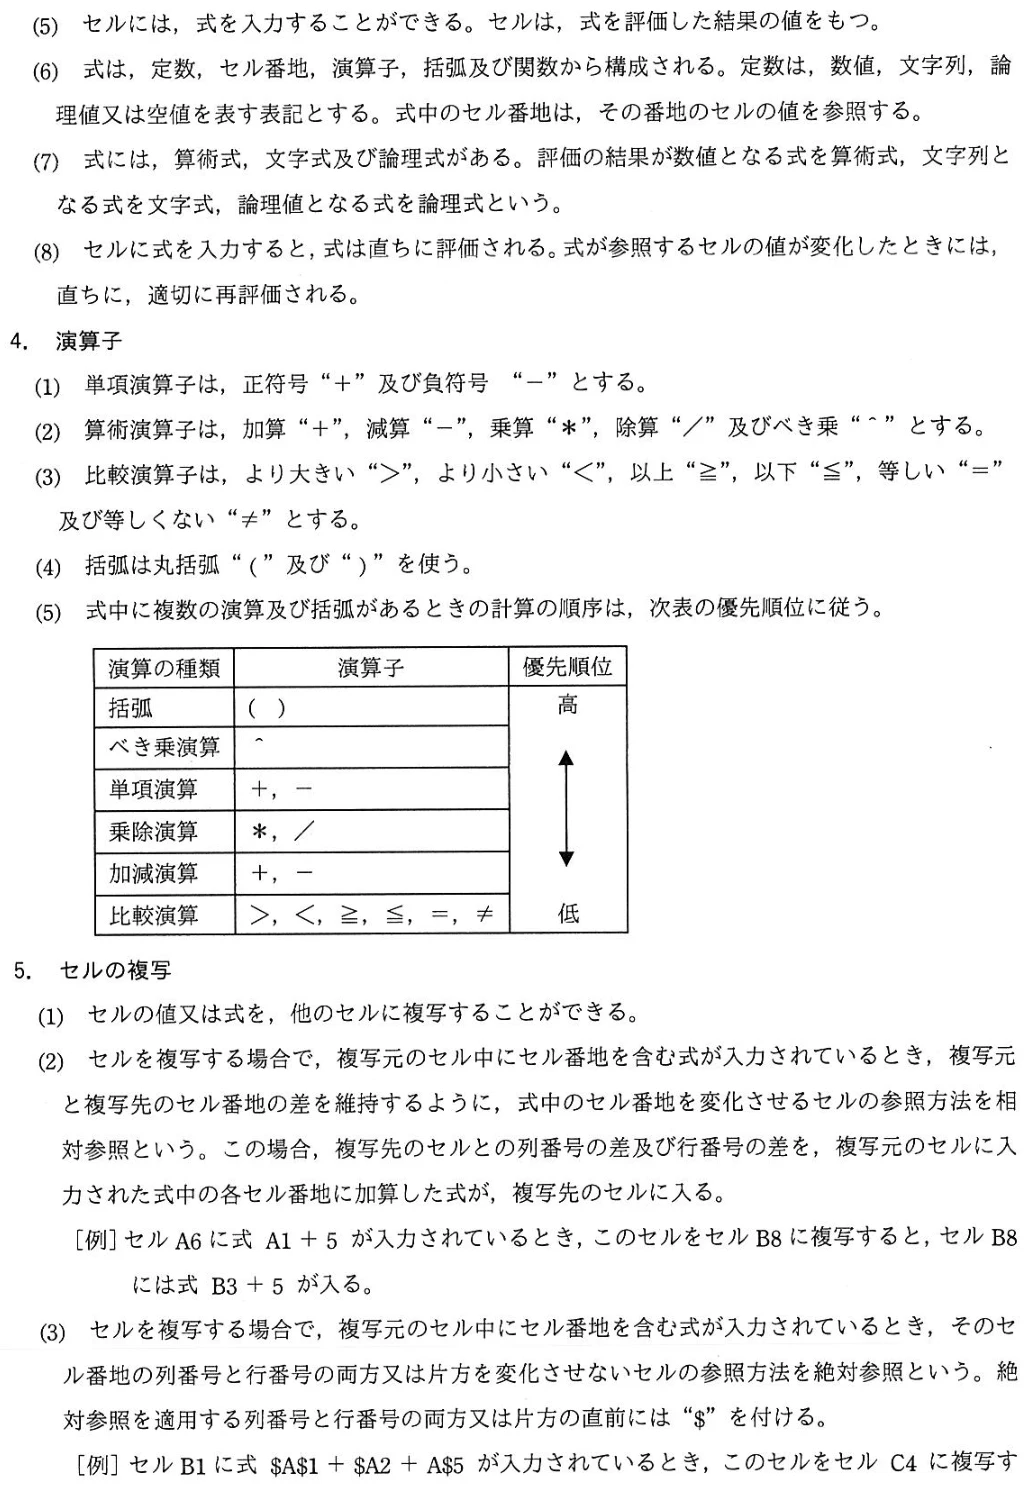 (5) セルには，式を入力することができる。セルは，式を評価した結果の値をもつ。
(6) 式は，定数，セル番地，演算子，括弧及び関数から構成される。定数は，数値，文字列，論
理値又は空値を表す表記とする。式中のセル番地は，その番地のセルの値を参照する。
(7) 式には，算術式，文字式及び論理式がある。評価の結果が数値となる式を算術式，文字列と
なる式を文字式，論理値となる式を論理式という。
(8) セルに式を入力すると，式は直ちに評価される。式が参照するセルの値が変化したときには，
直ちに，適切に再評価される。
4． 演算子
(1) 単項演算子は，正符号“＋”及び負符号 “－”とする。
(2) 算術演算子は，加算“＋”，減算“－”，乗算“＊”，除算“／”及びべき乗“＾”とする。
(3) 比較演算子は，より大きい“＞”，より小さい“＜”，以上“≧”，以下“≦”，等しい“＝”
及び等しくない“≠”とする。
(4) 括弧は丸括弧“（”及び“）”を使う。
(5) 式中に複数の演算及び括弧があるときの計算の順序は，次表の優先順位に従う。
演算の種類 演算子 優先順位
括弧 （ ） 高
べき乗演算 ＾
単項演算 ＋，－
乗除演算 ＊，／
加減演算 ＋，－
比較演算 ＞，＜，≧，≦，＝，≠ 低
5． セルの複写
(1) セルの値又は式を，他のセルに複写することができる。
(2) セルを複写する場合で，複写元のセル中にセル番地を含む式が入力されているとき，複写元
と複写先のセル番地の差を維持するように，式中のセル番地を変化させるセルの参照方法を相
対参照という。この場合，複写先のセルとの列番号の差及び行番号の差を，複写元のセルに入
力された式中の各セル番地に加算した式が，複写先のセルに入る。
［例］セル A6 に式 A1 ＋ 5 が入力されているとき，このセルをセル B8 に複写すると，セル B8
には式 B3 ＋ 5 が入る。
(3) セルを複写する場合で，複写元のセル中にセル番地を含む式が入力されているとき，そのセ
ル番地の列番号と行番号の両方又は片方を変化させないセルの参照方法を絶対参照という。絶
対参照を適用する列番号と行番号の両方又は片方の直前には“$”を付ける。
［例］セル B1 に式 $A$1 ＋ $A2 ＋ A$5 が入力されているとき，このセルをセル C4 に複写す